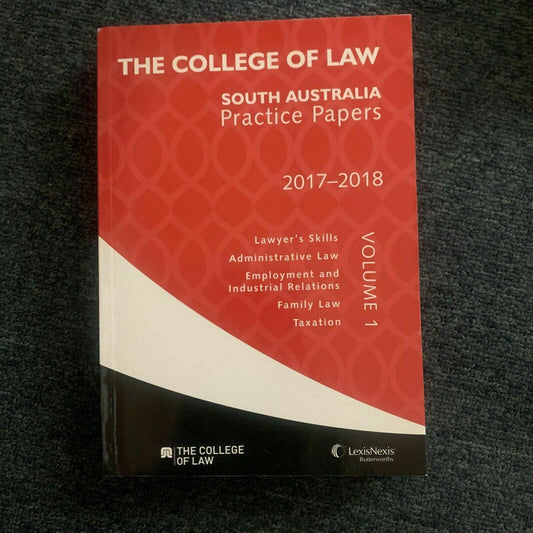 THE COLLEGE OF LAW
SOUTH AUSTRALIA
Practice Papers
2017–2018
Lawyer's Skills
Administrative Law
Employment and
Industrial Relations
Family Law
Taxation
VOLUME 1
THE COLLEGE
OF LAW
LexisNexis
Butterworths